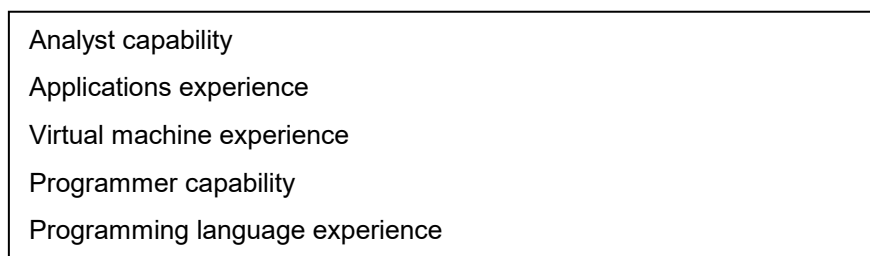 Analyst capability
Applications experience
Virtual machine experience
Programmer capability
Programming language experience